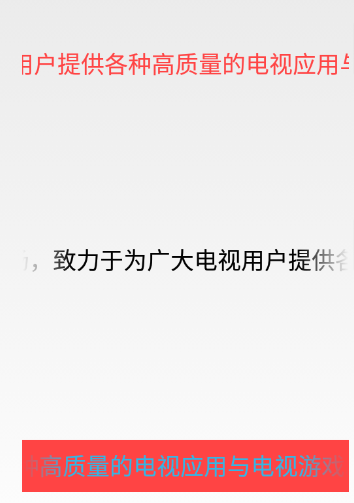 用户提供各种高质量的电视应用与
，致力于为广大电视用户提供各
种高质量的电视应用与电视游戏